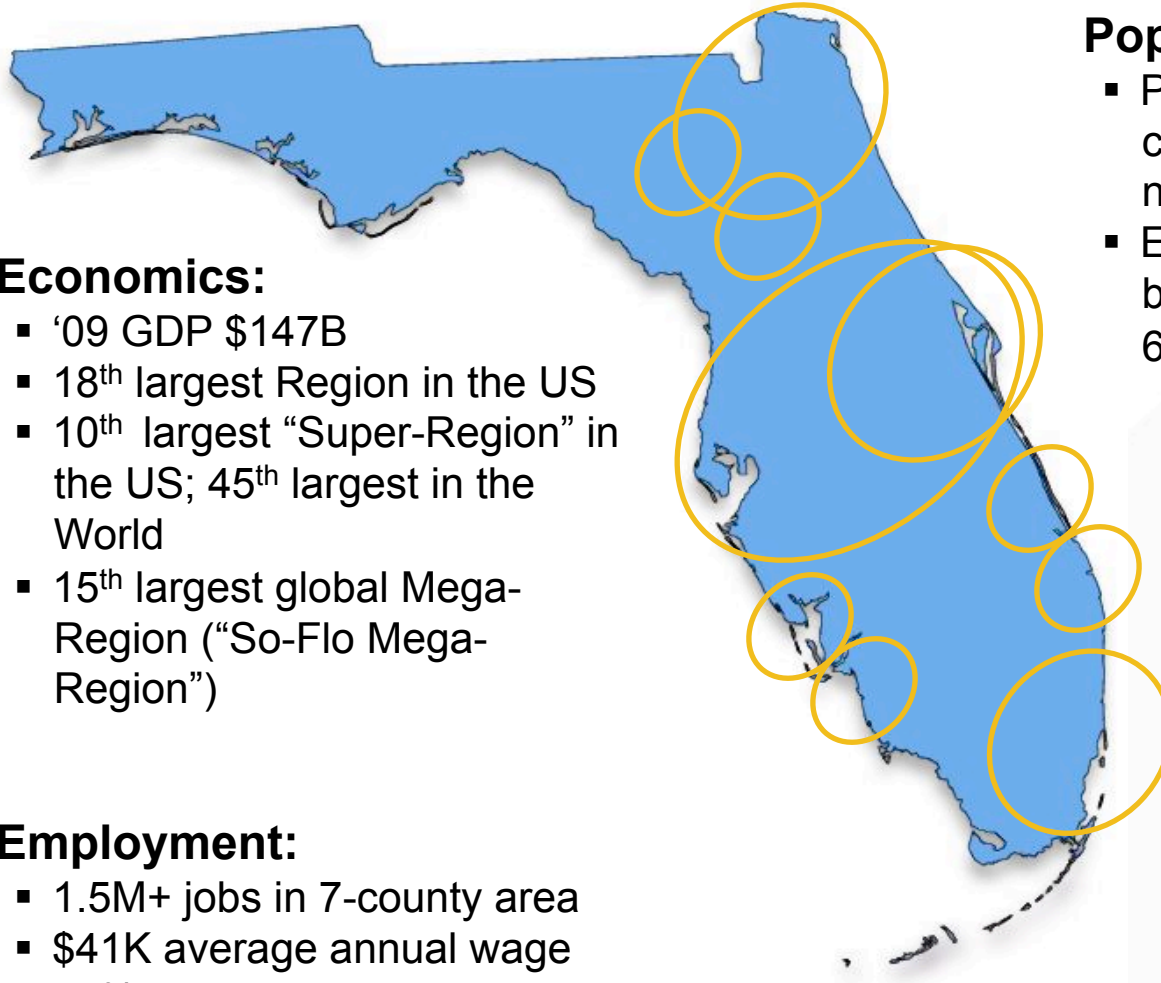 Economics:
▪ ‘09 GDP $147B
▪ 18th largest Region in the US
▪ 10th largest “Super-Region” in
the US; 45th largest in the
World
▪ 15th largest global Mega-
Region (“So-Flo Mega-
Region”)
Employment:
▪ 1.5M+ jobs in 7-county area
▪ $41K average annual wage